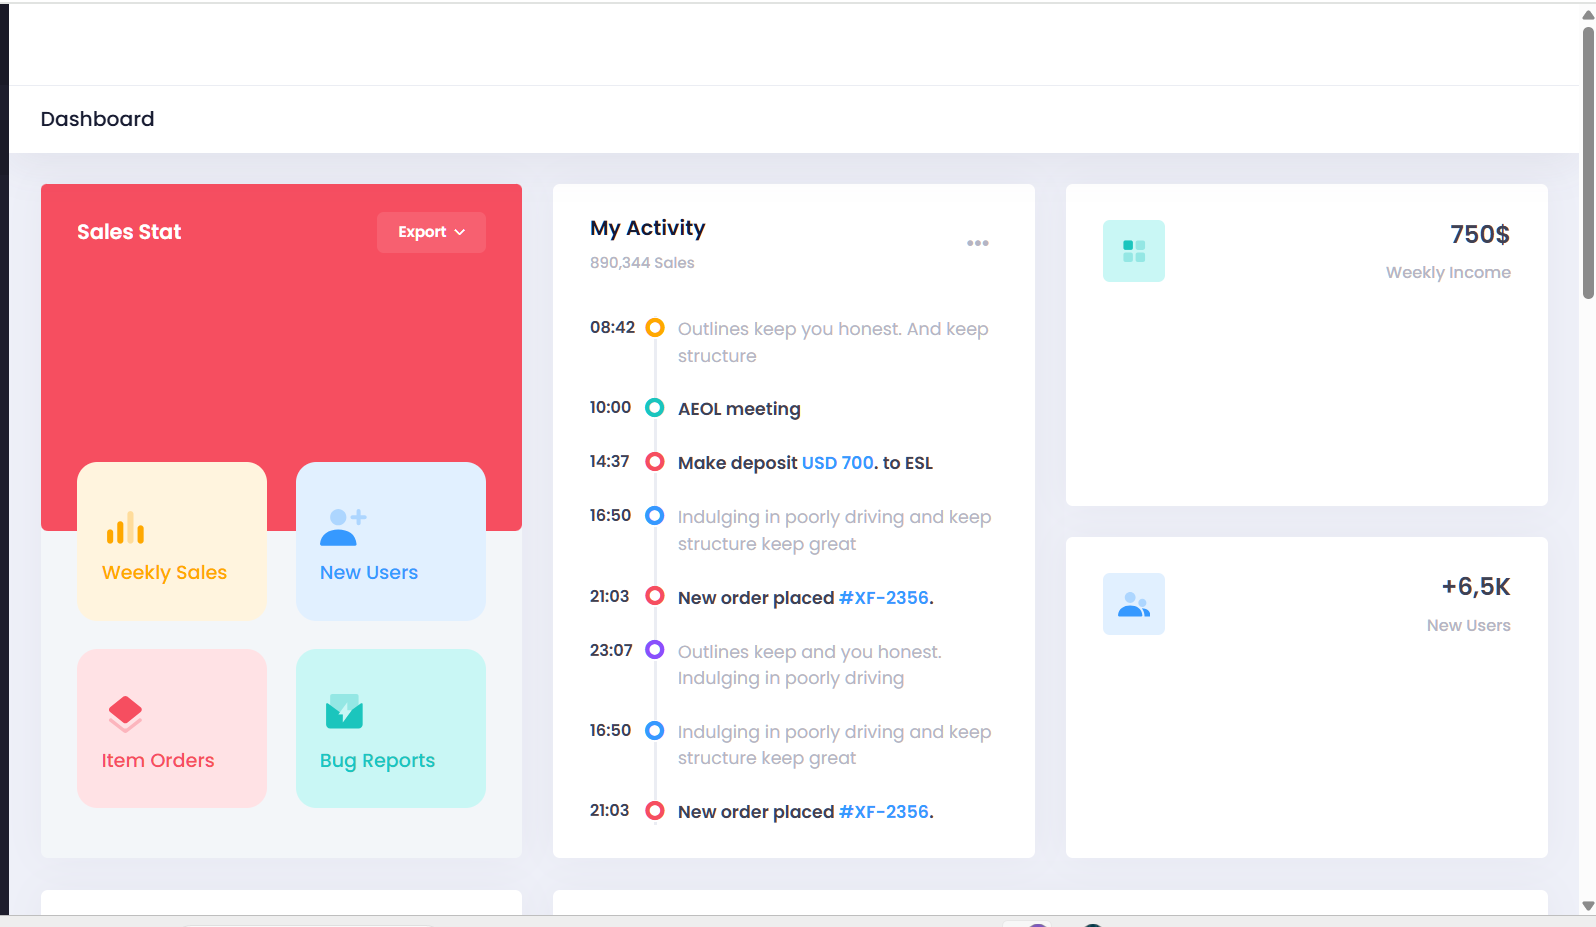 Dashboard
Sales Stat
Export
Weekly Sales
New Users
Item Orders
Bug Reports
My Activity
890,344 Sales
08:42 Outlines keep you honest. And keep
structure
10:00 AEOL meeting
14:37 Make deposit USD 700. to ESL
16:50 Indulging in poorly driving and keep
structure keep great
21:03 New order placed #XF-2356.
23:07 Outlines keep and you honest.
Indulging in poorly driving
16:50 Indulging in poorly driving and keep
structure keep great
21:03 New order placed #XF-2356.
750$
Weekly Income
+6,5K
New Users